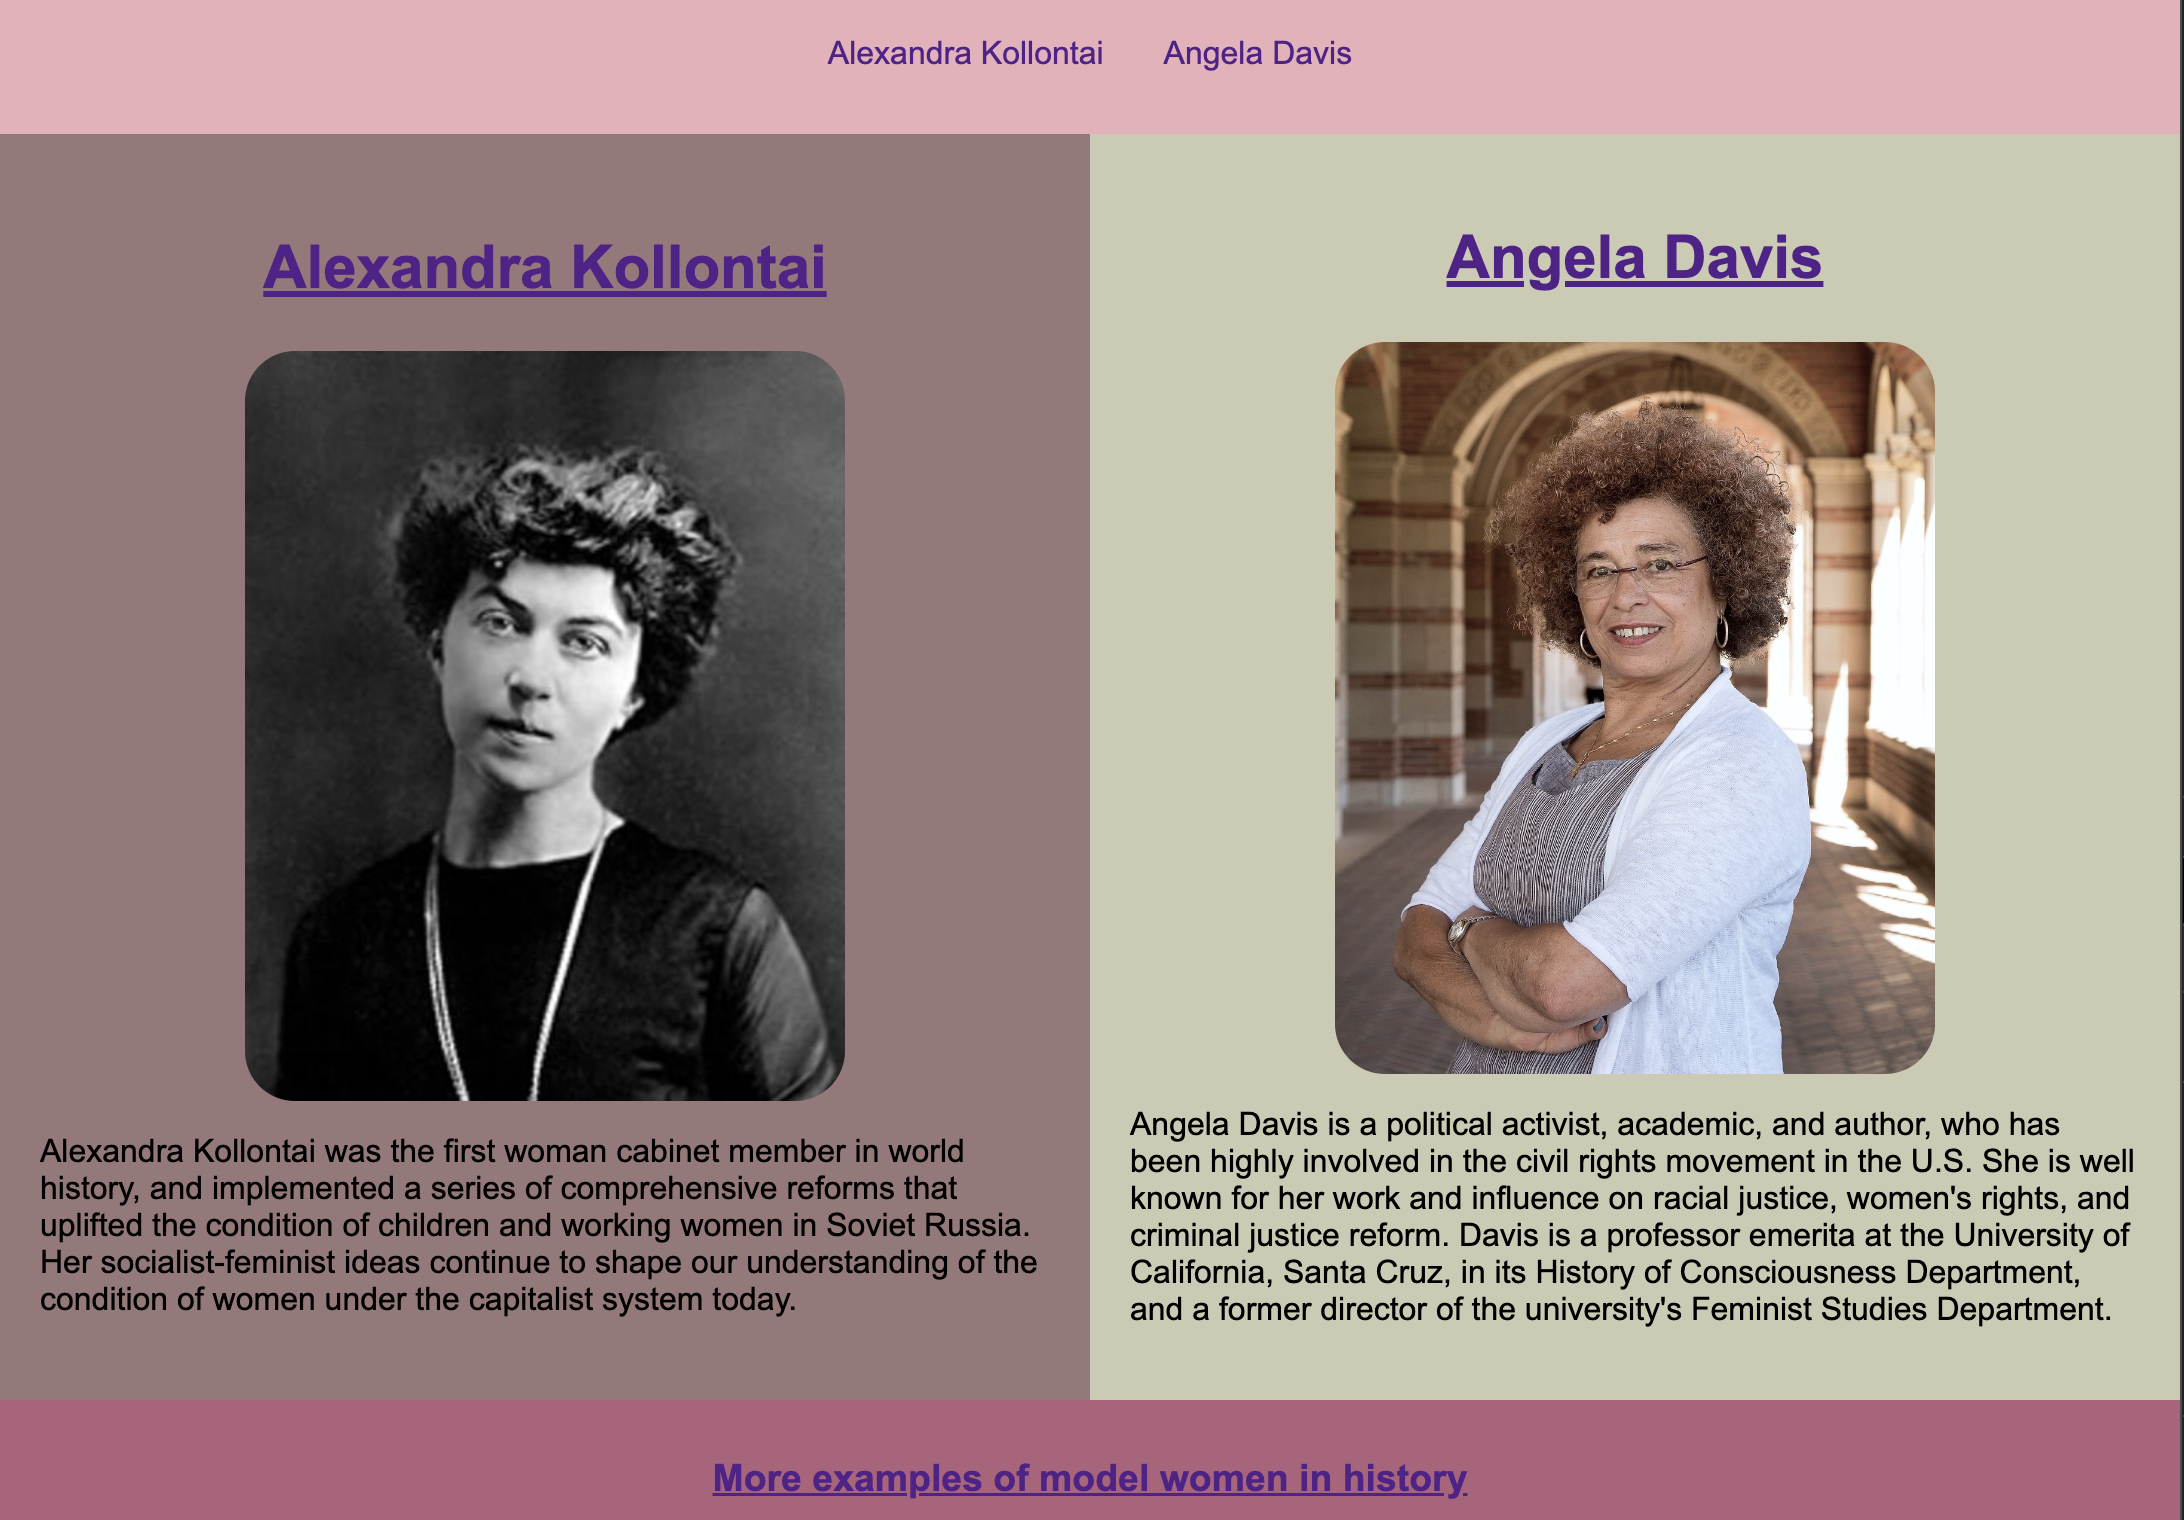 Alexandra Kollontai Angela Davis
Alexandra Kollontai
Alexandra Kollontai was the first woman cabinet member in world
history, and implemented a series of comprehensive reforms that
uplifted the condition of children and working women in Soviet Russia.
Her socialist-feminist ideas continue to shape our understanding of the
condition of women under the capitalist system today.
Angela Davis
Angela Davis is a political activist, academic, and author, who has
been highly involved in the civil rights movement in the U.S. She is well
known for her work and influence on racial justice, women's rights, and
criminal justice reform. Davis is a professor emerita at the University of
California, Santa Cruz, in its History of Consciousness Department,
and a former director of the university's Feminist Studies Department.
More examples of model women in history